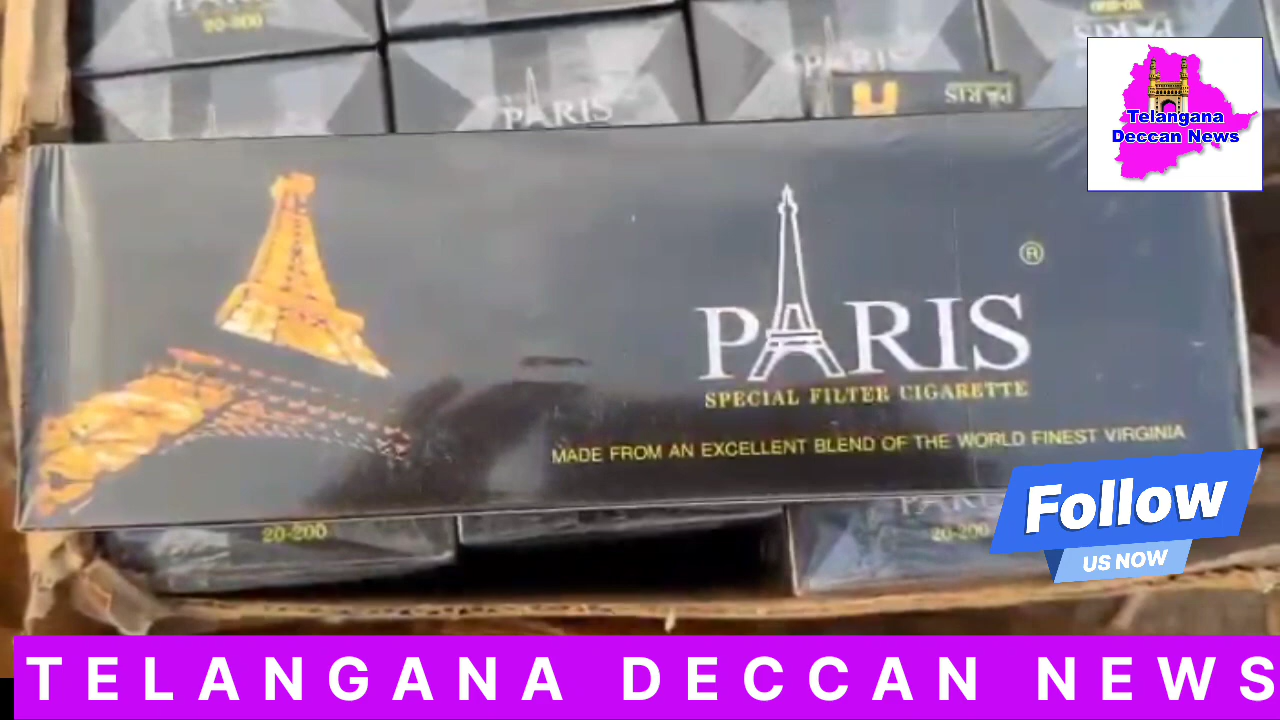 20-200
PARIS
PARIS
PARIS
PARIS
Telangana
Deccan News
®
PARIS
SPECIAL FILTER CIGARETTE
MADE FROM AN EXCELLENT BLEND OF THE WORLD FINEST VIRGINIA
20-200
20-200
Follow
US NOW
TELANGANA DECCAN NEWS